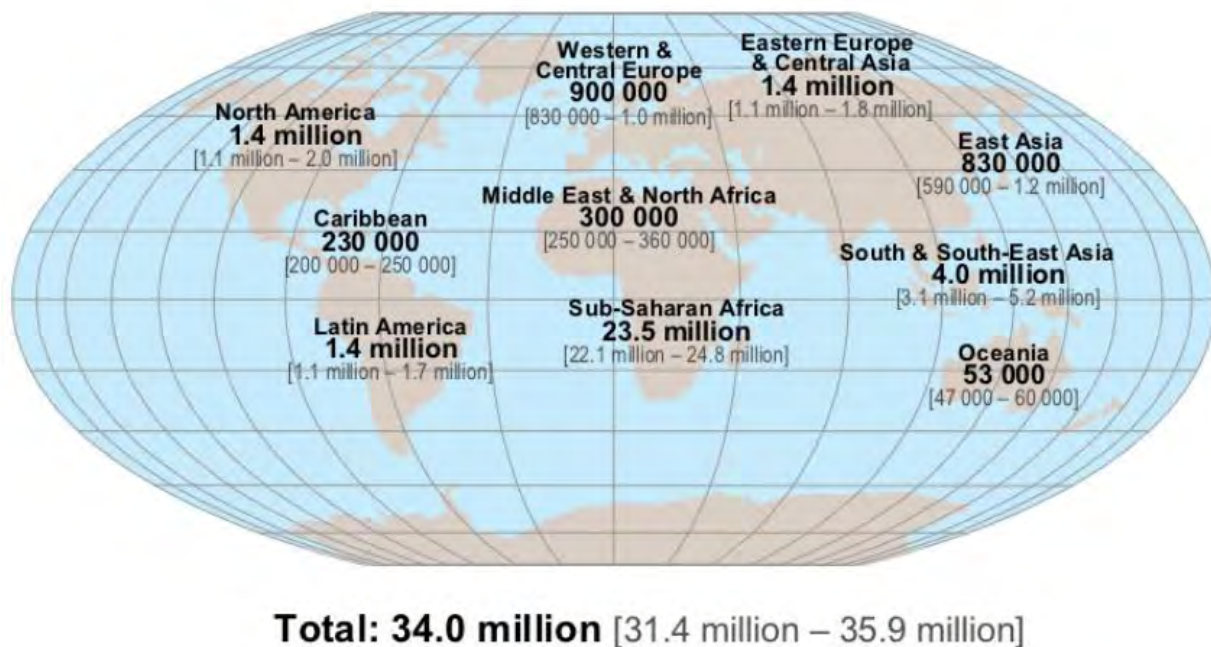 Western &
Central Europe
900 000
[830 000 – 1.0 million]
Eastern Europe
& Central Asia
1.4 million
[1.1 million – 1.8 million]
North America
1.4 million
[1.1 million – 2.0 million]
East Asia
830 000
[590 000 – 1.2 million]
Middle East & North Africa
300 000
[250 000 – 360 000]
Caribbean
230 000
[200 000 – 250 000]
South & South-East Asia
4.0 million
[3.1 million – 5.2 million]
Sub-Saharan Africa
23.5 million
[22.1 million – 24.8 million]
Latin America
1.4 million
[1.1 million – 1.7 million]
Oceania
53 000
[47 000 – 60 000]
Total: 34.0 million [31.4 million – 35.9 million]